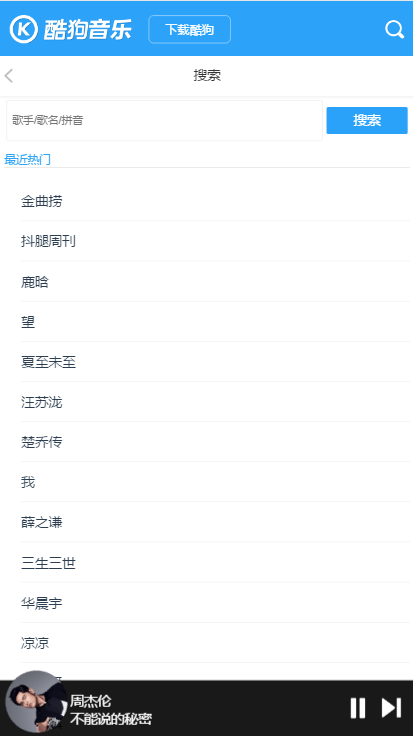 酷狗音乐
下载酷狗
搜索
歌手/歌名/拼音
搜索
最近热门
金曲捞
抖腿周刊
鹿晗
望
夏至未至
汪苏泷
楚乔传
我
薛之谦
三生三世
华晨宇
凉凉
周杰伦
不能说的秘密